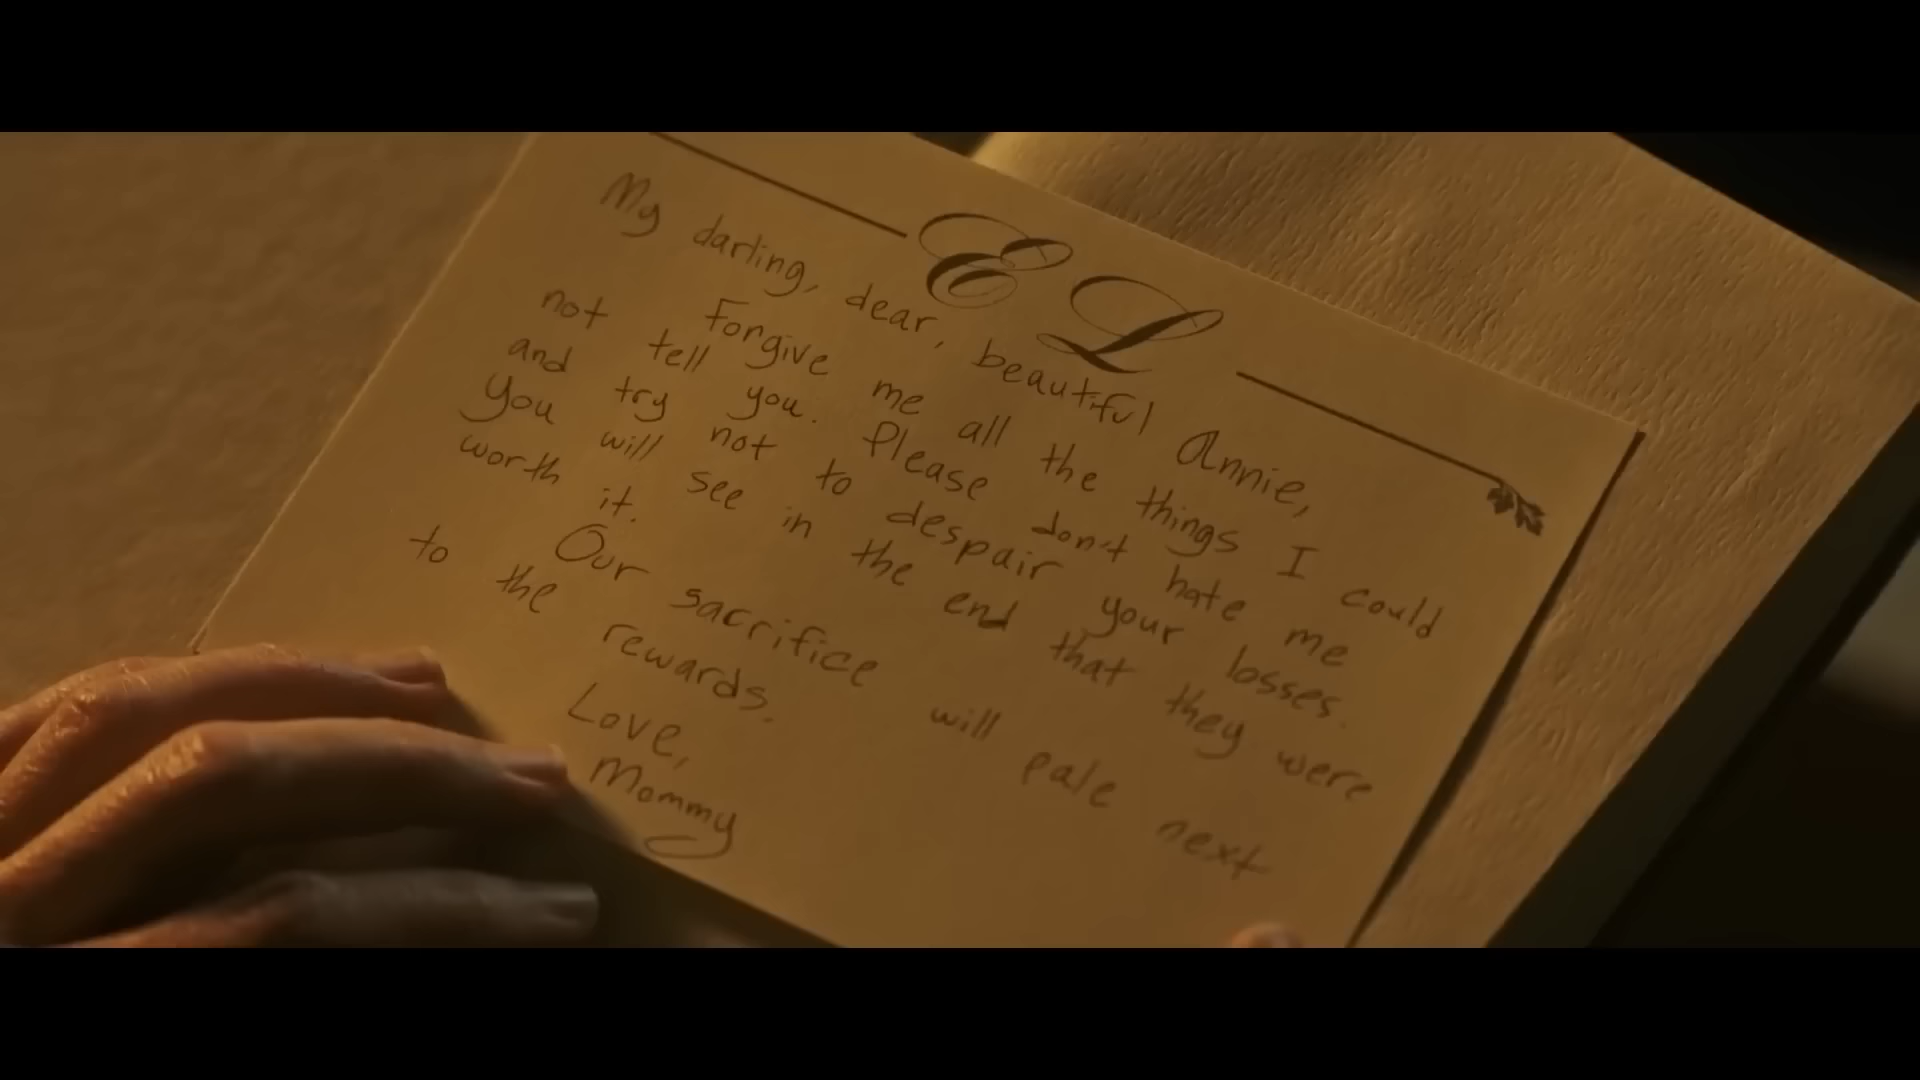 E L
My darling, dear, beautiful Annie,
Forgive me all the things I could
not tell you. Please don't hate me
and try not to despair your losses.
You will see in the end that they were
worth it.
Our sacrifice will pale next
to the rewards.
Love,
Mommy